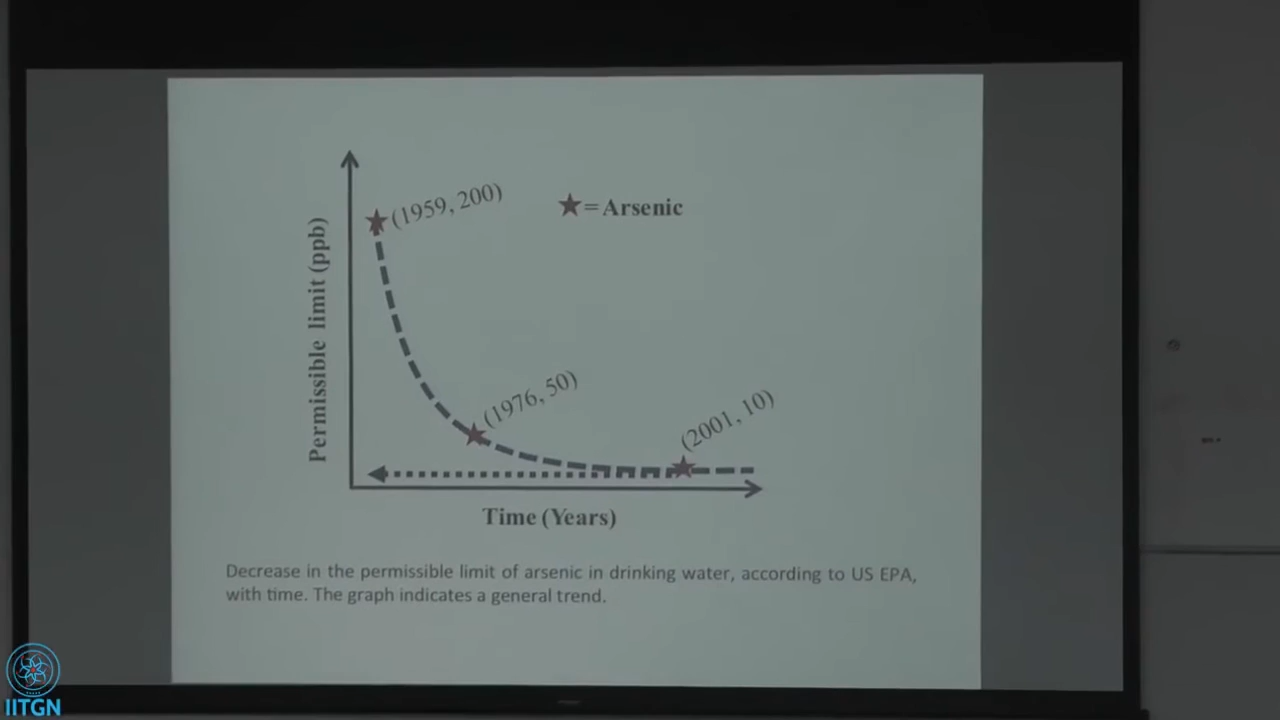 (1959, 200)
★=Arsenic
Permissible limit (ppb)
(1976, 50)
(2001, 10)
Time (Years)
Decrease in the permissible limit of arsenic in drinking water, according to US EPA,
with time. The graph indicates a general trend.
IITGN